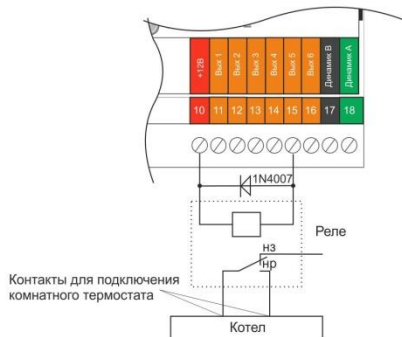 +12В
Вых 1
Вых 2
Вых 3
Вых 4
Вых 5
Вых 6
Динамик В
Динамик А
10 11 12 13 14 15 16 17 18
1N4007
Реле
нз
нр
Контакты для подключения
комнатного термостата
Котел